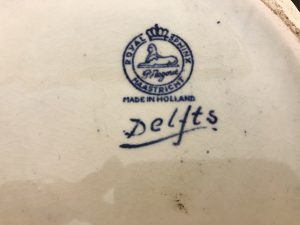 ROYAL SPHINX
P. Regout
MAASTRICHT
MADE IN HOLLAND
Delfts